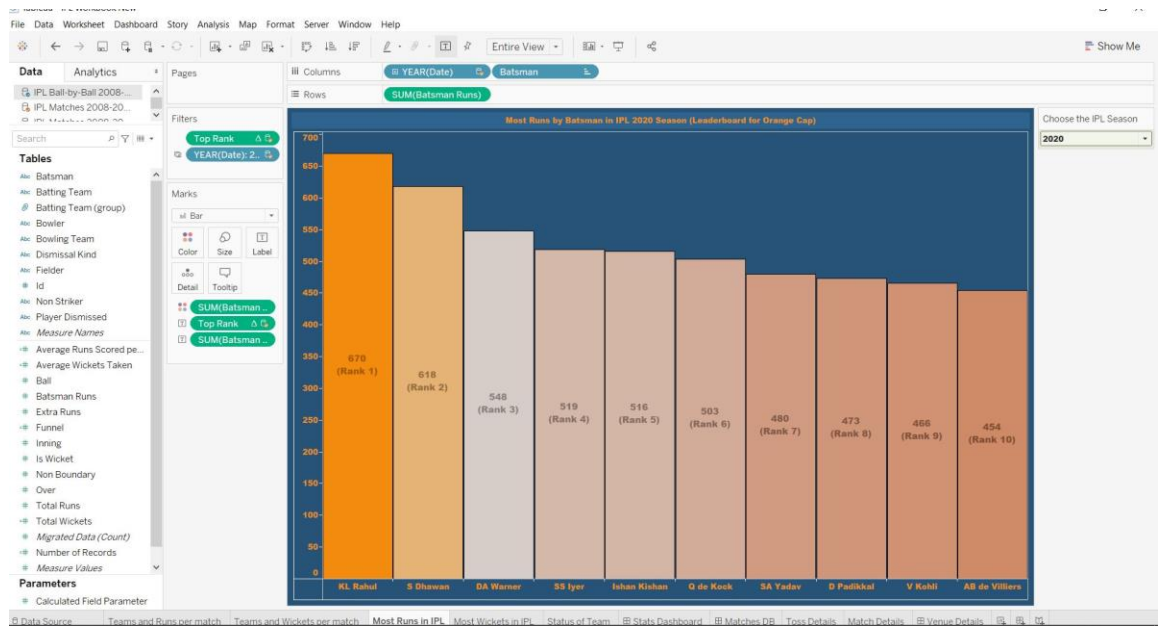 File Data Worksheet Dashboard Story Analysis Map Format Server Window Help
Entire View
Show Me
Data Analytics
IPL Ball-by-Ball 2008-...
IPL Matches 2008-20...
Search
Tables
Abc Batsman
Abc Batting Team
Batting Team (group)
Abc Bowler
Abc Bowling Team
Abc Dismissal Kind
Abc Fielder
# Id
Abc Non Striker
Abc Player Dismissed
Abc Measure Names
=# Average Runs Scored pe...
=# Average Wickets Taken
# Ball
# Batsman Runs
# Extra Runs
=# Funnel
# Inning
# Is Wicket
# Non Boundary
# Over
# Total Runs
=# Total Wickets
# Migrated Data (Count)
=# Number of Records
# Measure Values
Parameters
# Calculated Field Parameter
Pages
Filters
Top Rank Δ
YEAR(Date): 2..
Marks
Bar
Color Size Label
Detail Tooltip
SUM(Batsman ..
Top Rank Δ
SUM(Batsman ..
Columns YEAR(Date) Batsman
Rows SUM(Batsman Runs)
Most Runs by Batsman in IPL 2020 Season (Leaderboard for Orange Cap)
700
650
600
550
500
450
400
350
300
250
200
150
100
50
0
670
(Rank 1)
618
(Rank 2)
548
(Rank 3)
519
(Rank 4)
516
(Rank 5)
503
(Rank 6)
480
(Rank 7)
473
(Rank 8)
466
(Rank 9)
454
(Rank 10)
KL Rahul S Dhawan DA Warner SS Iyer Ishan Kishan Q de Kock SA Yadav D Padikkal V Kohli AB de Villiers
Choose the IPL Season
2020
Data Source Teams and Runs per match Teams and Wickets per match Most Runs in IPL Most Wickets in IPL Status of Team Stats Dashboard Matches DB Toss Details Match Details Venue Details